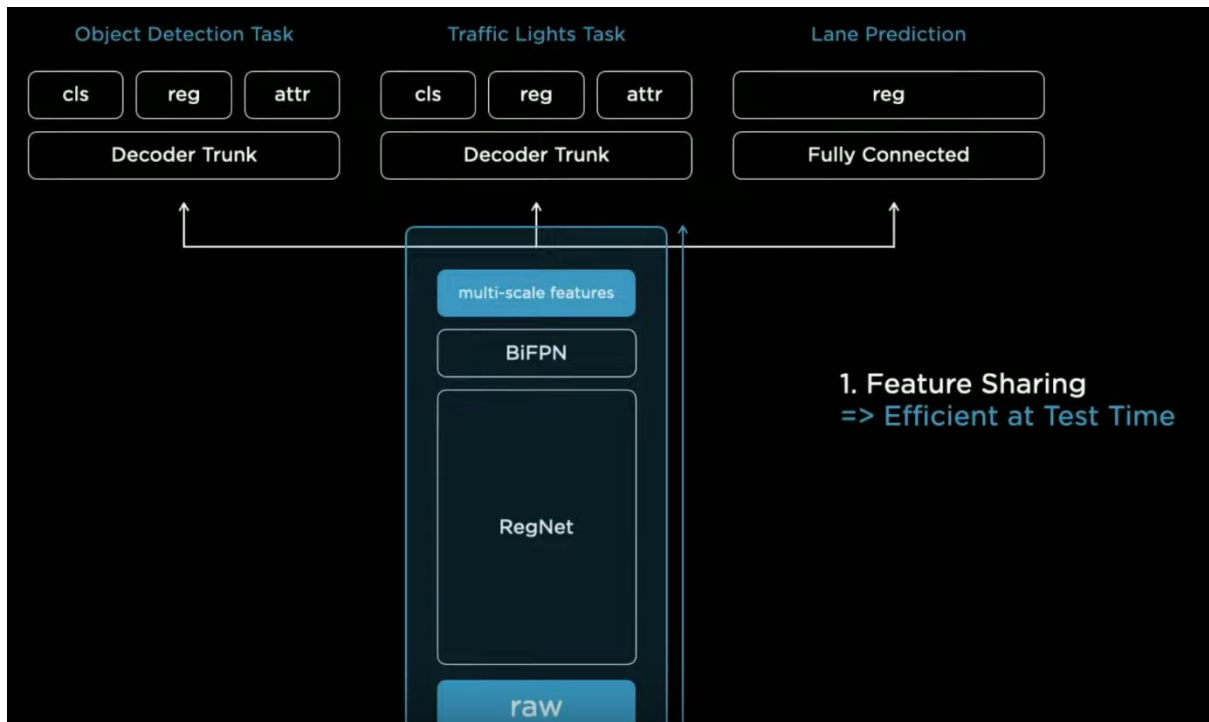 Object Detection Task
Traffic Lights Task
Lane Prediction
cls
reg
attr
cls
reg
attr
reg
Decoder Trunk
Decoder Trunk
Fully Connected
multi-scale features
BiFPN
1. Feature Sharing
=> Efficient at Test Time
RegNet
raw